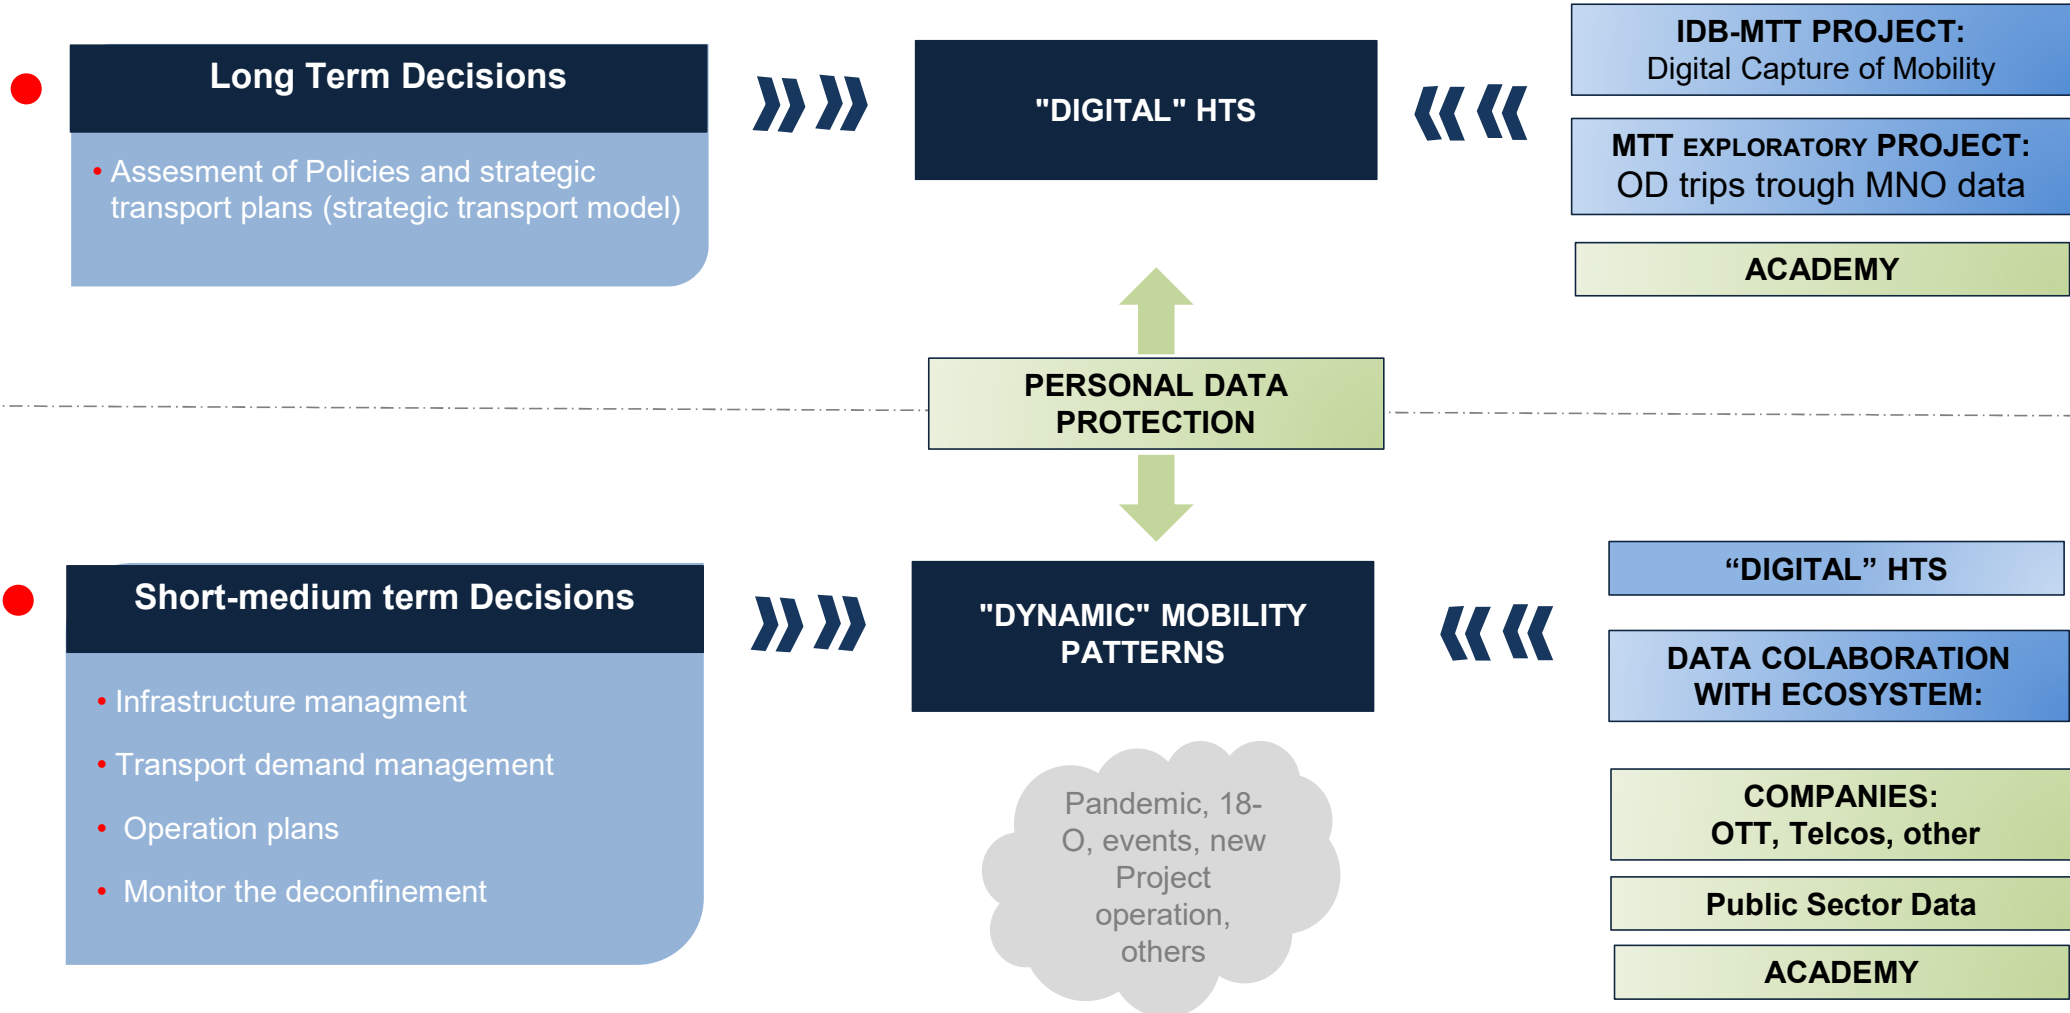 Long Term Decisions
• Assesment of Policies and strategic
transport plans (strategic transport model)
"DIGITAL" HTS
IDB-MTT PROJECT:
Digital Capture of Mobility
MTT EXPLORATORY PROJECT:
OD trips trough MNO data
ACADEMY
PERSONAL DATA
PROTECTION
Short-medium term Decisions
• Infrastructure managment
• Transport demand management
• Operation plans
• Monitor the deconfinement
"DYNAMIC" MOBILITY
PATTERNS
Pandemic, 18-
O, events, new
Project
operation,
others
“DIGITAL” HTS
DATA COLABORATION
WITH ECOSYSTEM:
COMPANIES:
OTT, Telcos, other
Public Sector Data
ACADEMY